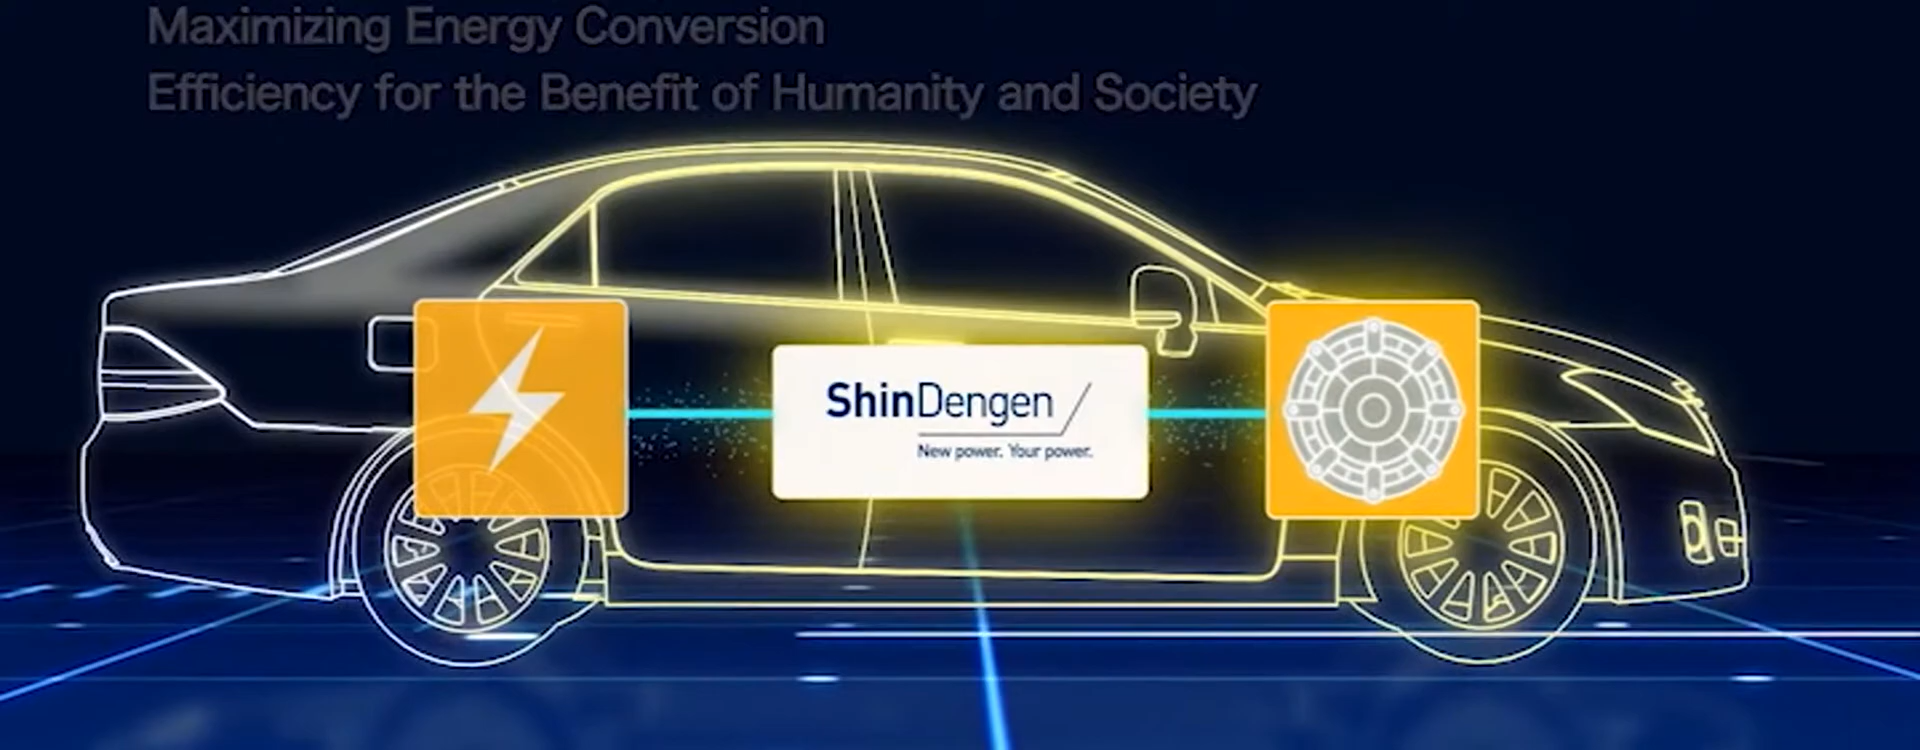 Maximizing Energy Conversion
Efficiency for the Benefit of Humanity and Society
ShinDengen
New power. Your power.